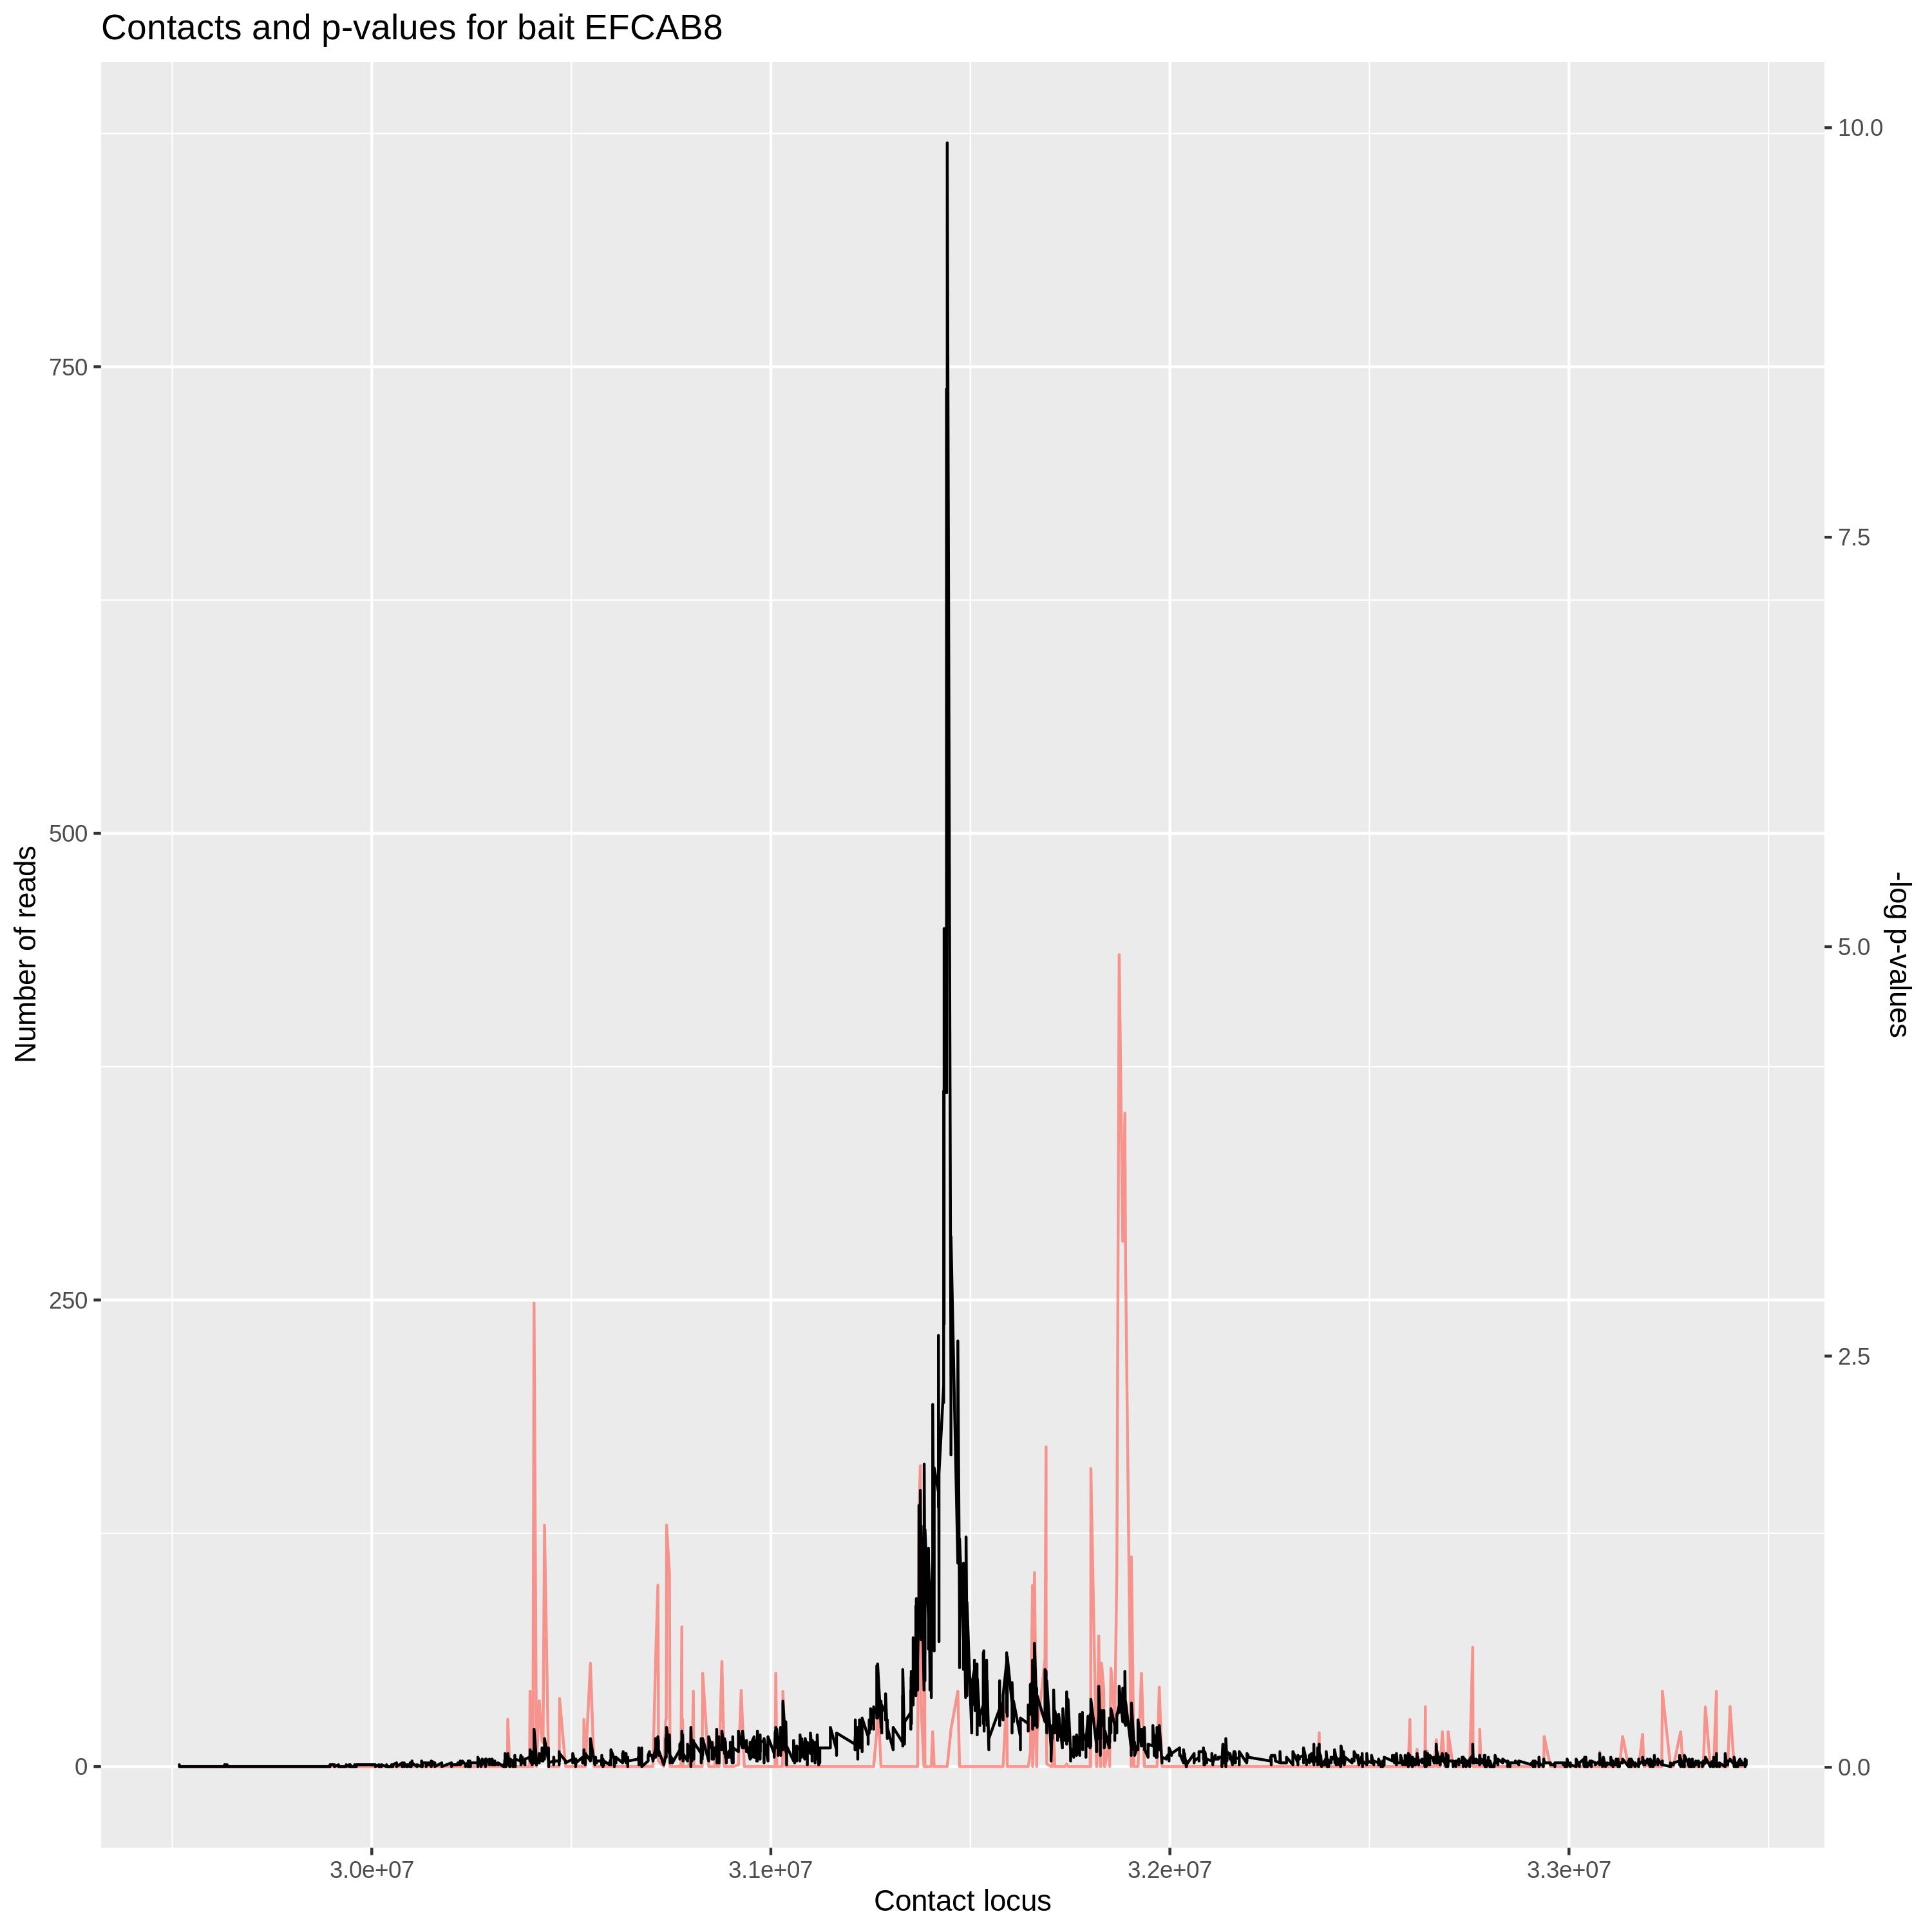 Contacts and p-values for bait EFCAB8
Number of reads
750
500
250
0
10.0
7.5
5.0
2.5
0.0
-log p-values
3.0e+07
3.1e+07
3.2e+07
3.3e+07
Contact locus